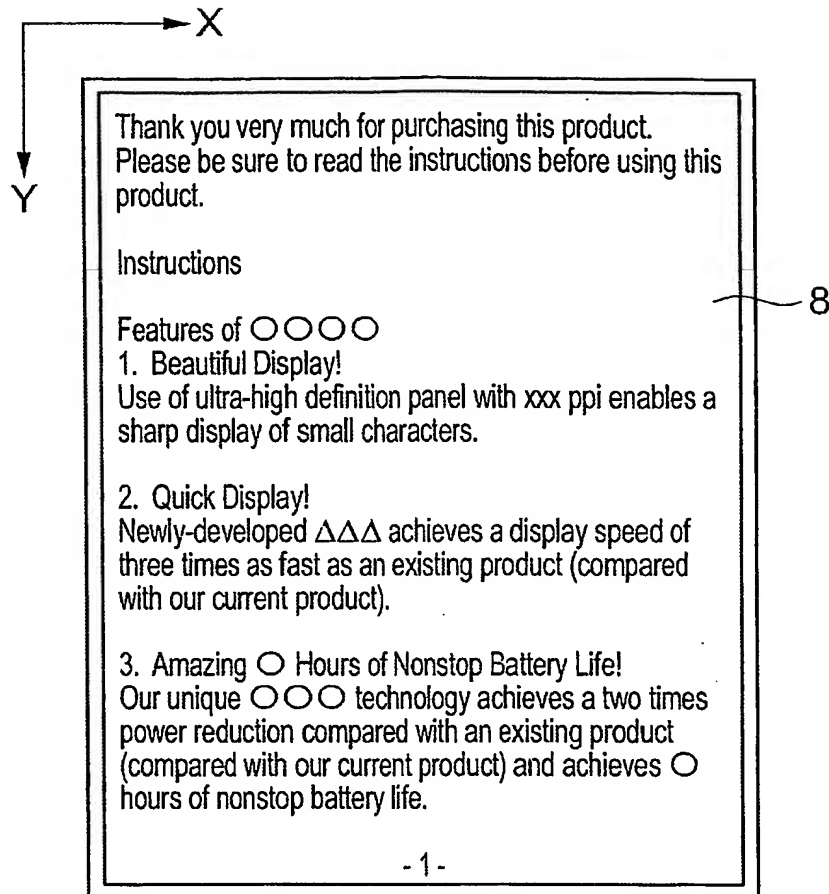 X
Y
Thank you very much for purchasing this product.
Please be sure to read the instructions before using this
product.
Instructions
8
Features of ○○○○
1. Beautiful Display!
Use of ultra-high definition panel with xxx ppi enables a
sharp display of small characters.
2. Quick Display!
Newly-developed ΔΔΔ achieves a display speed of
three times as fast as an existing product (compared
with our current product).
3. Amazing ○ Hours of Nonstop Battery Life!
Our unique ○○○ technology achieves a two times
power reduction compared with an existing product
(compared with our current product) and achieves ○
hours of nonstop battery life.
- 1 -